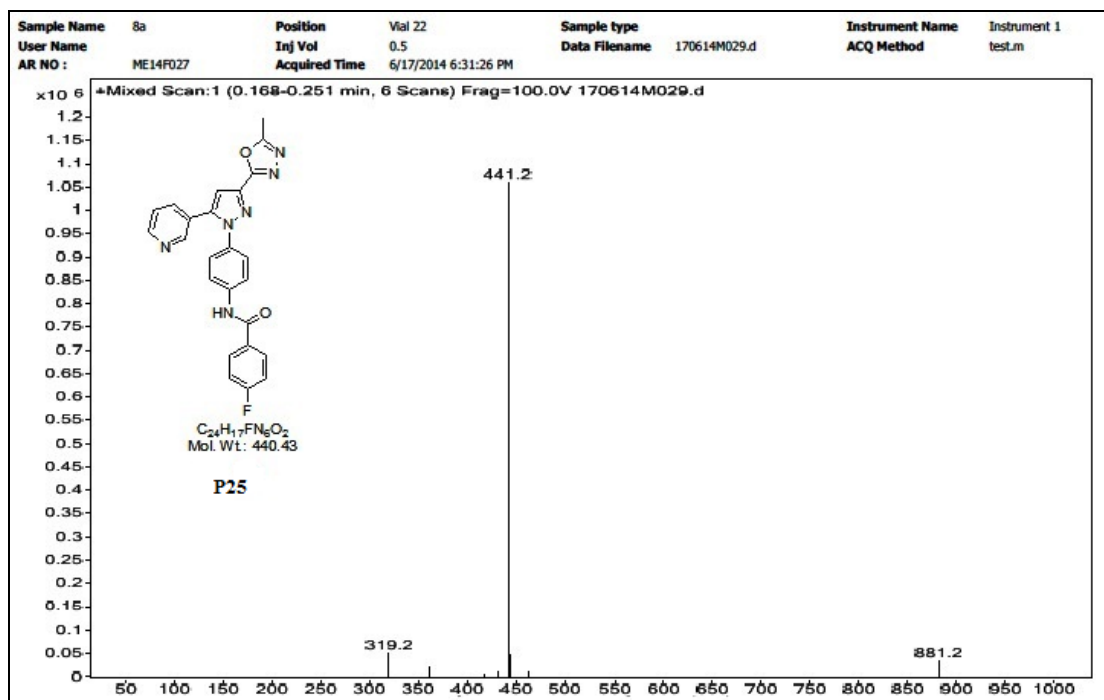 Sample Name 8a Position Vial 22 Sample type Instrument Name Instrument 1
User Name Inj Vol 0.5 Data Filename 170614M029.d ACQ Method test.m
AR NO : ME14F027 Acquired Time 6/17/2014 6:31:26 PM
x10 6 +Mixed Scan:1 (0.168-0.251 min, 6 Scans) Frag=100.0V 170614M029.d
1.2
1.15
1.1
1.05
1
0.95
0.9
0.85
0.8
0.75
0.7
0.65
0.6
0.55
0.5
0.45
0.4
0.35
0.3
0.25
0.2
0.15
0.1
0.05
0
O
N
N
N
N
N
HN
O
F
C24H17FN6O2
Mol. Wt.: 440.43
P25
441.2
319.2
881.2
50 100 150 200 250 300 350 400 450 500 550 600 650 700 750 800 850 900 950 1000